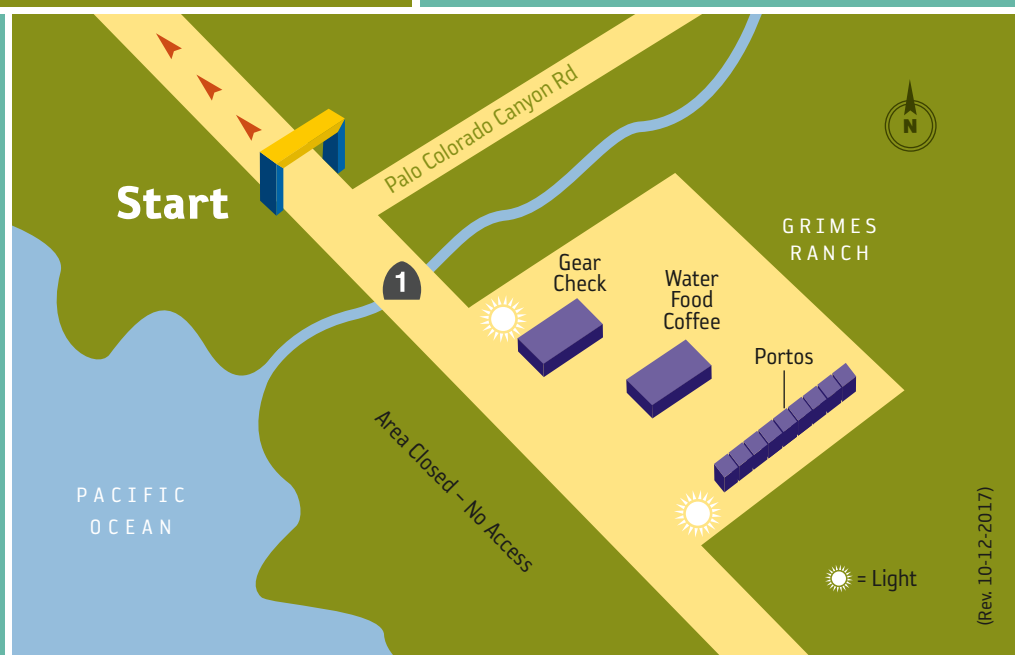 Palo Colorado Canyon Rd
N
Start
GRIMES
RANCH
1
Gear
Check
Water
Food
Coffee
Portos
Area Closed – No Access
PACIFIC
OCEAN
= Light
(Rev. 10-12-2017)